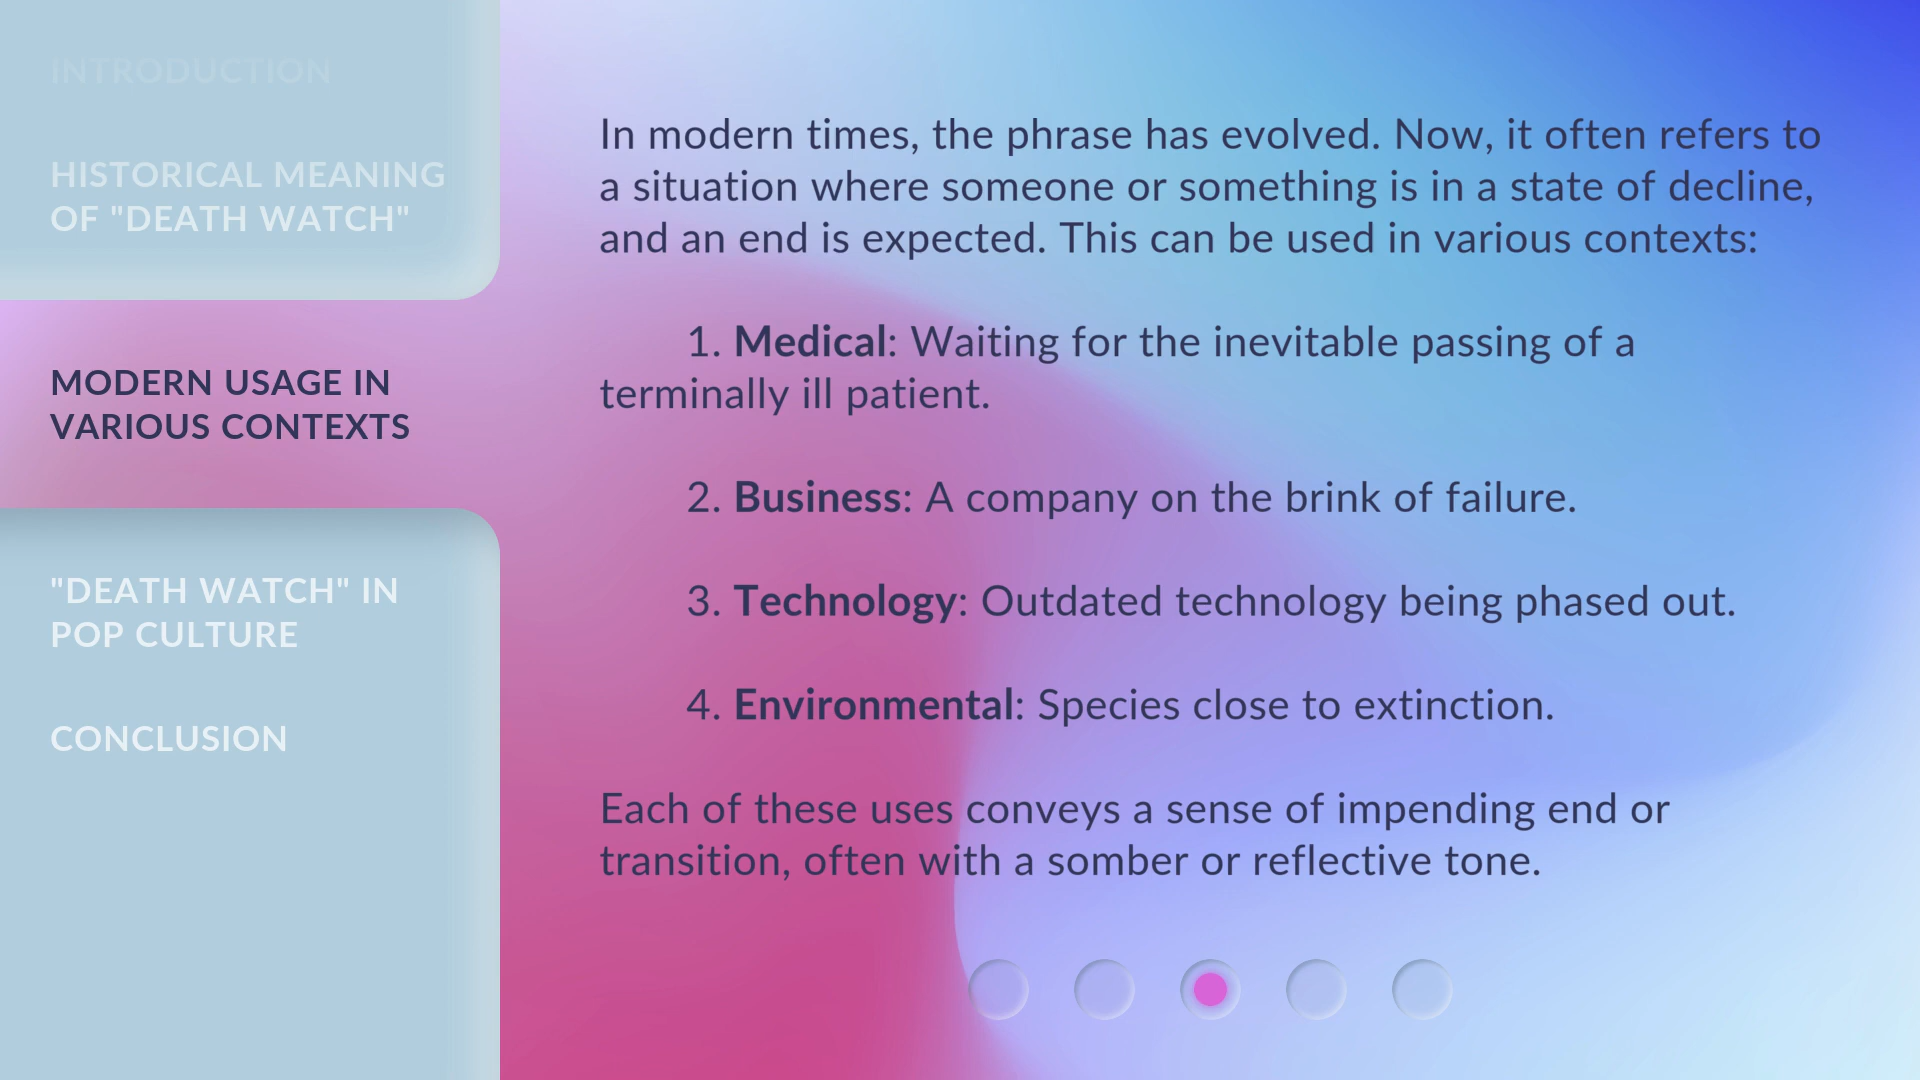 INTRODUCTION
HISTORICAL MEANING
OF "DEATH WATCH"
MODERN USAGE IN
VARIOUS CONTEXTS
"DEATH WATCH" IN
POP CULTURE
CONCLUSION
In modern times, the phrase has evolved. Now, it often refers to
a situation where someone or something is in a state of decline,
and an end is expected. This can be used in various contexts:
1. Medical: Waiting for the inevitable passing of a
terminally ill patient.
2. Business: A company on the brink of failure.
3. Technology: Outdated technology being phased out.
4. Environmental: Species close to extinction.
Each of these uses conveys a sense of impending end or
transition, often with a somber or reflective tone.